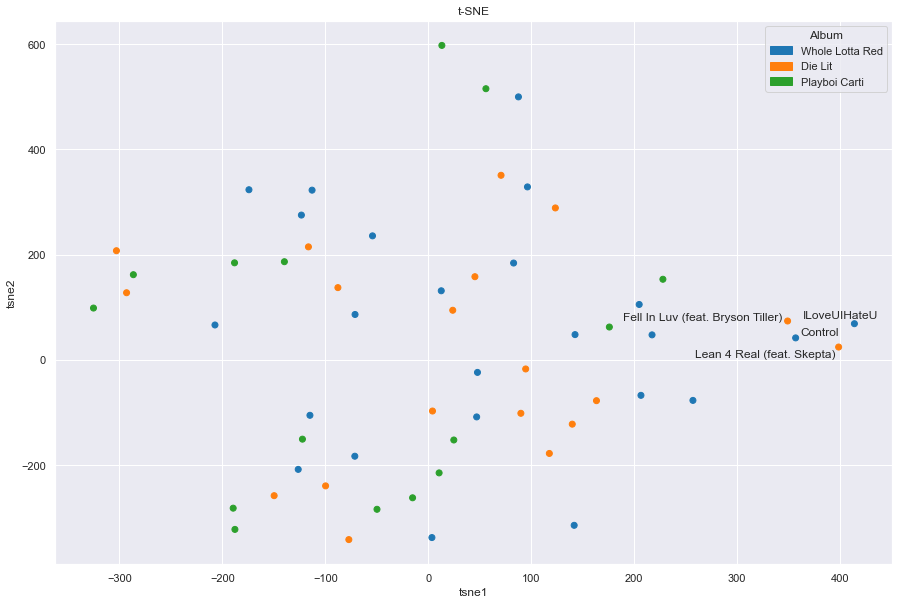 t-SNE
Album
Whole Lotta Red
Die Lit
Playboi Carti
600
400
200
0
−200
tsne2
Fell In Luv (feat. Bryson Tiller)
ILoveUIHateU
Control
Lean 4 Real (feat. Skepta)
−300
−200
−100
0
100
200
300
400
tsne1